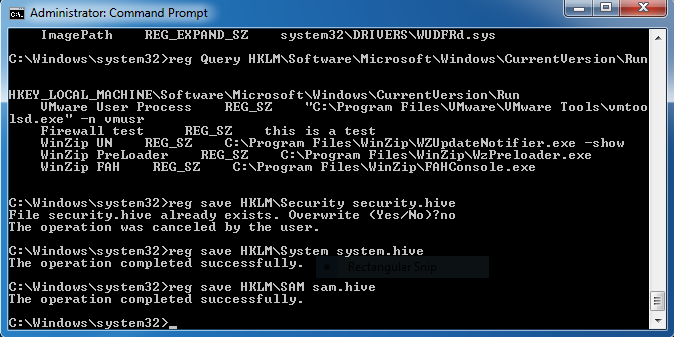 Administrator: Command Prompt
ImagePath    REG_EXPAND_SZ    system32\DRIVERS\WUDFRd.sys
C:\Windows\system32>reg Query HKLM\Software\Microsoft\Windows\CurrentVersion\Run
HKEY_LOCAL_MACHINE\Software\Microsoft\Windows\CurrentVersion\Run
VMware User Process    REG_SZ    "C:\Program Files\VMware\VMware Tools\vmtoo
lsd.exe" -n vmusr
Firewall test    REG_SZ    this is a test
WinZip UN    REG_SZ    C:\Program Files\WinZip\WZUpdateNotifier.exe -show
WinZip PreLoader    REG_SZ    C:\Program Files\WinZip\WzPreloader.exe
WinZip FAH    REG_SZ    C:\Program Files\WinZip\FAHConsole.exe
C:\Windows\system32>reg save HKLM\Security security.hive
File security.hive already exists. Overwrite (Yes/No)?no
The operation was canceled by the user.
C:\Windows\system32>reg save HKLM\System system.hive
The operation completed successfully.
Rectangular Snip
C:\Windows\system32>reg save HKLM\SAM sam.hive
The operation completed successfully.
C:\Windows\system32>_